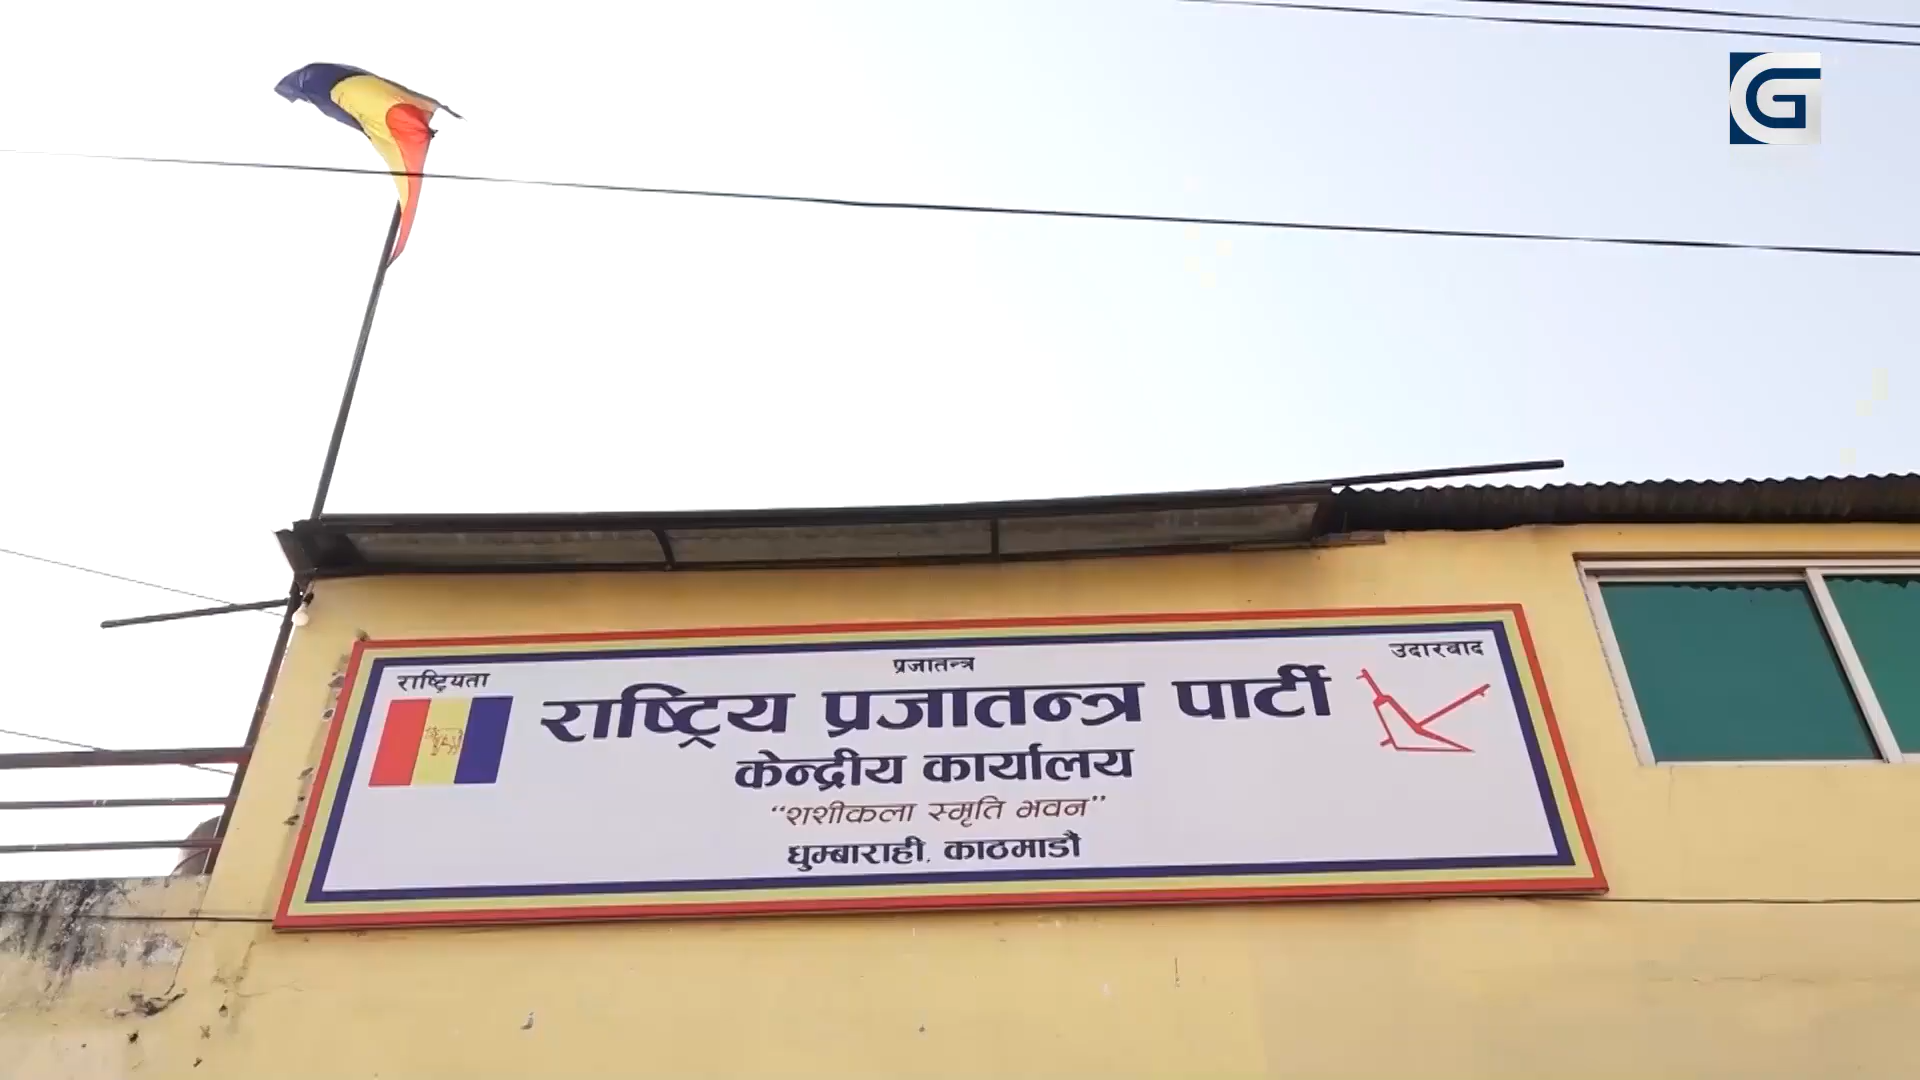 राष्ट्रियता
प्रजातन्त्र
उदारवाद
राष्ट्रिय प्रजातन्त्र पार्टी
केन्द्रीय कार्यालय
“शशीकला स्मृति भवन”
धुम्बाराही, काठमाडौं
G